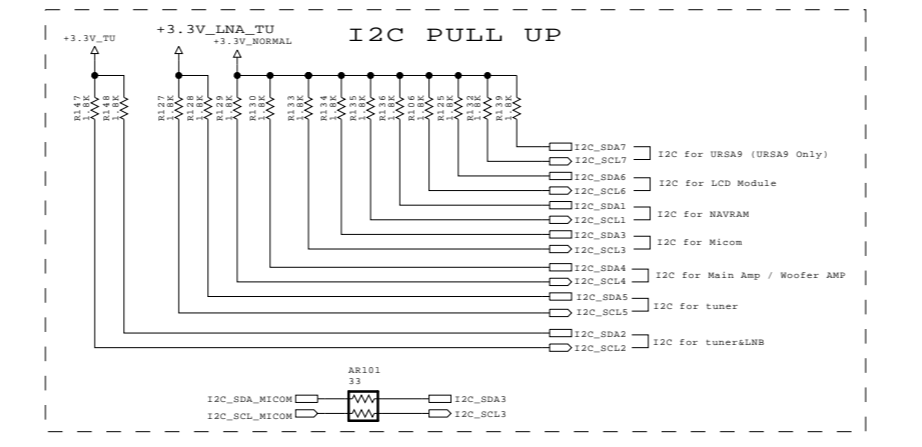 I2C PULL UP
+3.3V_TU
+3.3V_LNA_TU
+3.3V_NORMAL
R147
1.8K
R148
1.8K
R127
1.8K
R128
1.8K
R129
1.8K
R130
1.8K
R133
1.8K
R134
1.8K
R135
1.8K
R136
1.8K
R106
1.8K
R125
1.8K
R132
1.8K
R139
1.8K
I2C_SDA7
I2C_SCL7
I2C for URSA9 (URSA9 Only)
I2C_SDA6
I2C_SCL6
I2C for LCD Module
I2C_SDA1
I2C_SCL1
I2C for NAVRAM
I2C_SDA3
I2C_SCL3
I2C for Micom
I2C_SDA4
I2C_SCL4
I2C for Main Amp / Woofer AMP
I2C_SDA5
I2C_SCL5
I2C for tuner
I2C_SDA2
I2C_SCL2
I2C for tuner&LNB
AR101
33
I2C_SDA_MICOM
I2C_SDA3
I2C_SCL_MICOM
I2C_SCL3